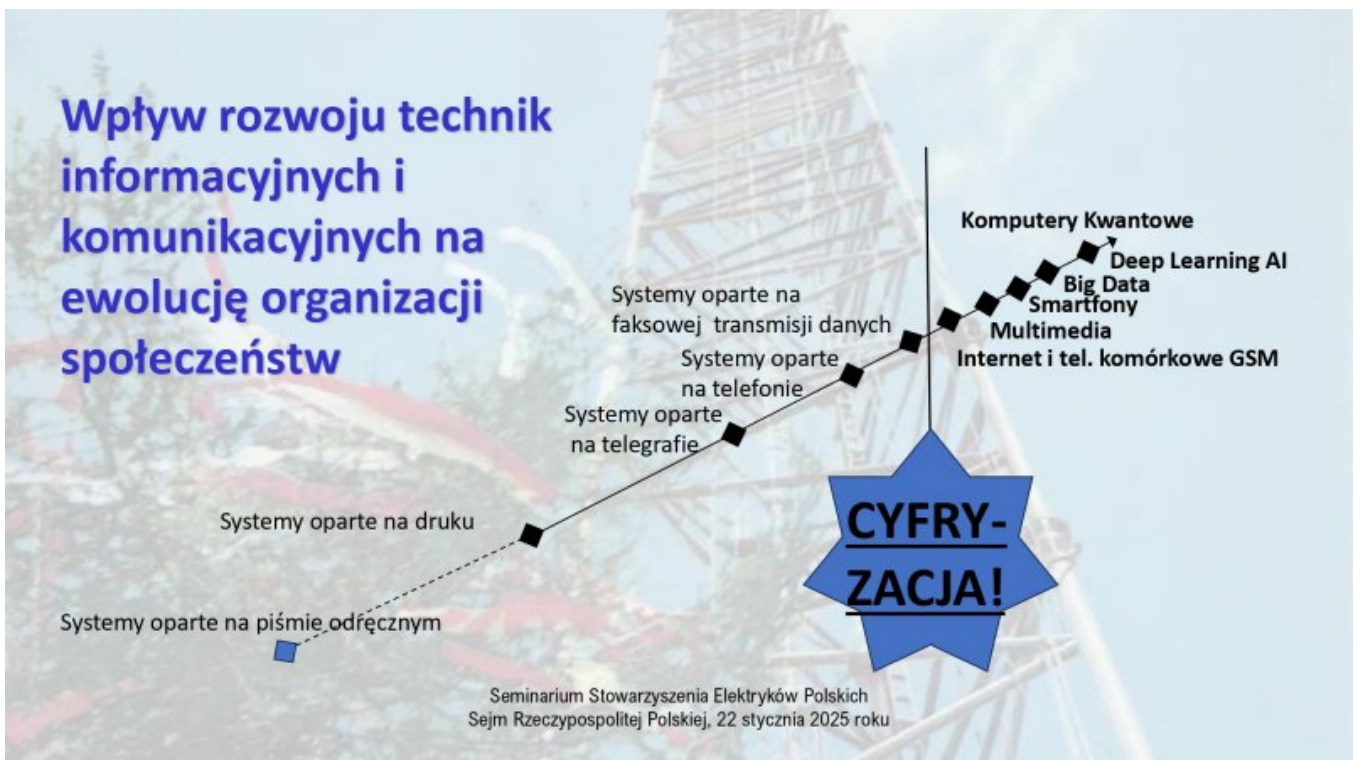 Wpływ rozwoju technik
informacyjnych i
komunikacyjnych na
ewolucję organizacji
społeczeństw
Komputery Kwantowe
Deep Learning AI
Big Data
Smartfony
Multimedia
Internet i tel. komórkowe GSM
Systemy oparte na
faksowej transmisji danych
Systemy oparte
na telefonie
Systemy oparte
na telegrafie
Systemy oparte na druku
Systemy oparte na piśmie odręcznym
CYFRY-
ZACJA!
Seminarium Stowarzyszenia Elektryków Polskich
Sejm Rzeczypospolitej Polskiej, 22 stycznia 2025 roku